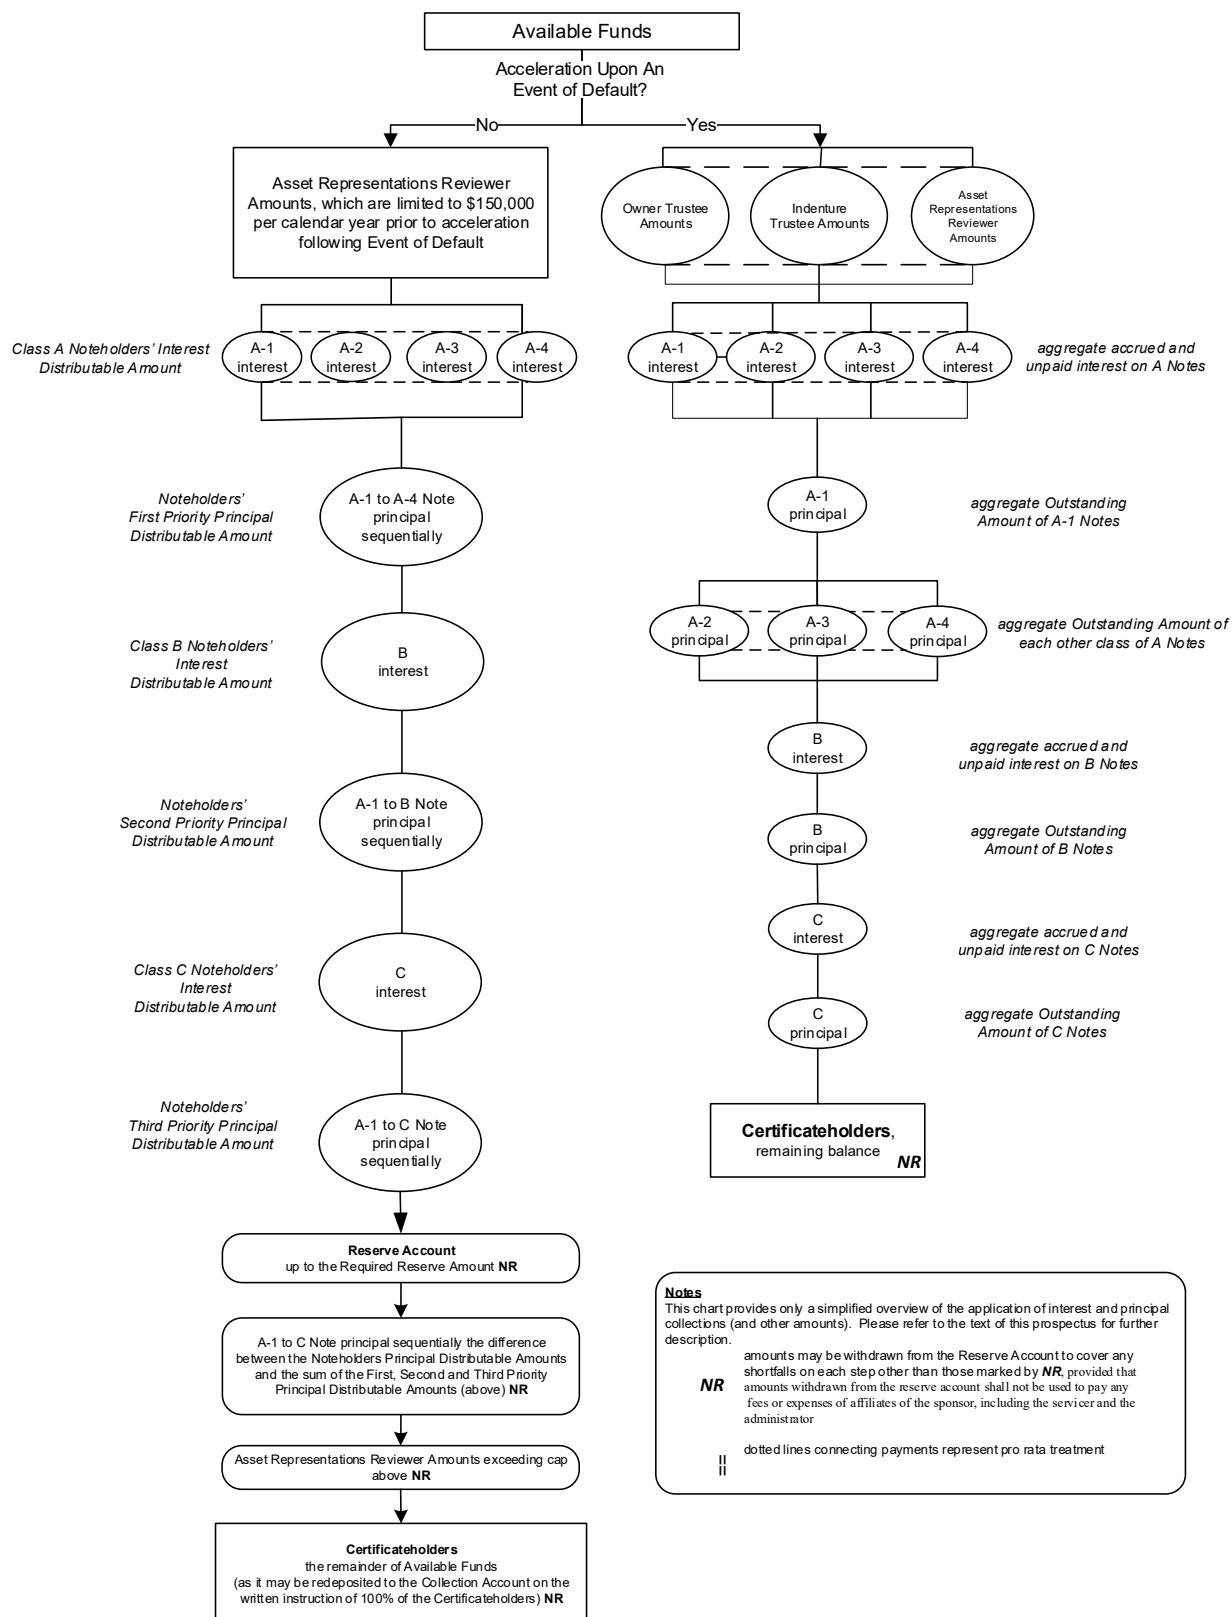 Available Funds
Acceleration Upon An
Event of Default?
No
Yes
Asset Representations Reviewer
Amounts, which are limited to $150,000
per calendar year prior to acceleration
following Event of Default
Class A Noteholders' Interest
Distributable Amount
A-1
interest
A-2
interest
A-3
interest
A-4
interest
Noteholders'
First Priority Principal
Distributable Amount
A-1 to A-4 Note
principal
sequentially
Class B Noteholders'
Interest
Distributable Amount
B
interest
Noteholders'
Second Priority Principal
Distributable Amount
A-1 to B Note
principal
sequentially
Class C Noteholders'
Interest
Distributable Amount
C
interest
Noteholders'
Third Priority Principal
Distributable Amount
A-1 to C Note
principal
sequentially
Reserve Account
up to the Required Reserve Amount NR
A-1 to C Note principal sequentially the difference
between the Noteholders Principal Distributable Amounts
and the sum of the First, Second and Third Priority
Principal Distributable Amounts (above) NR
Asset Representations Reviewer Amounts exceeding cap
above NR
Certificateholders
the remainder of Available Funds
(as it may be redeposited to the Collection Account on the
written instruction of 100% of the Certificateholders) NR
Owner Trustee
Amounts
Indenture
Trustee Amounts
Asset
Representations
Reviewer
Amounts
A-1
interest
A-2
interest
A-3
interest
A-4
interest
aggregate accrued and
unpaid interest on A Notes
A-1
principal
aggregate Outstanding
Amount of A-1 Notes
A-2
principal
A-3
principal
A-4
principal
aggregate Outstanding Amount of
each other class of A Notes
B
interest
aggregate accrued and
unpaid interest on B Notes
B
principal
aggregate Outstanding
Amount of B Notes
C
interest
aggregate accrued and
unpaid interest on C Notes
C
principal
aggregate Outstanding
Amount of C Notes
Certificateholders,
remaining balance
NR
Notes
This chart provides only a simplified overview of the application of interest and principal
collections (and other amounts). Please refer to the text of this prospectus for further
description.
NR
amounts may be withdrawn from the Reserve Account to cover any
shortfalls on each step other than those marked by NR, provided that
amounts withdrawn from the reserve account shall not be used to pay any
fees or expenses of affiliates of the sponsor, including the servicer and the
administrator
dotted lines connecting payments represent pro rata treatment